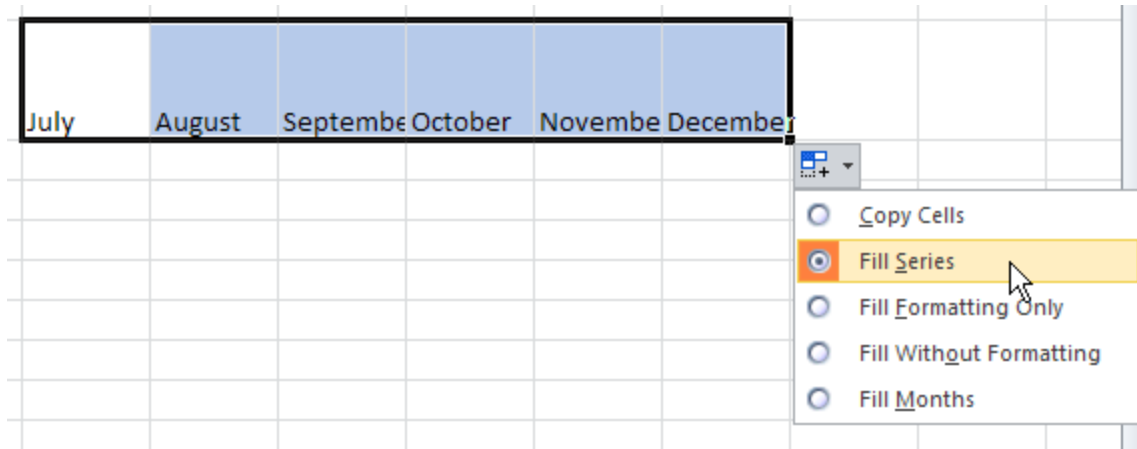 July August Septembe October Novembe December
Copy Cells
Fill Series
Fill Formatting Only
Fill Without Formatting
Fill Months